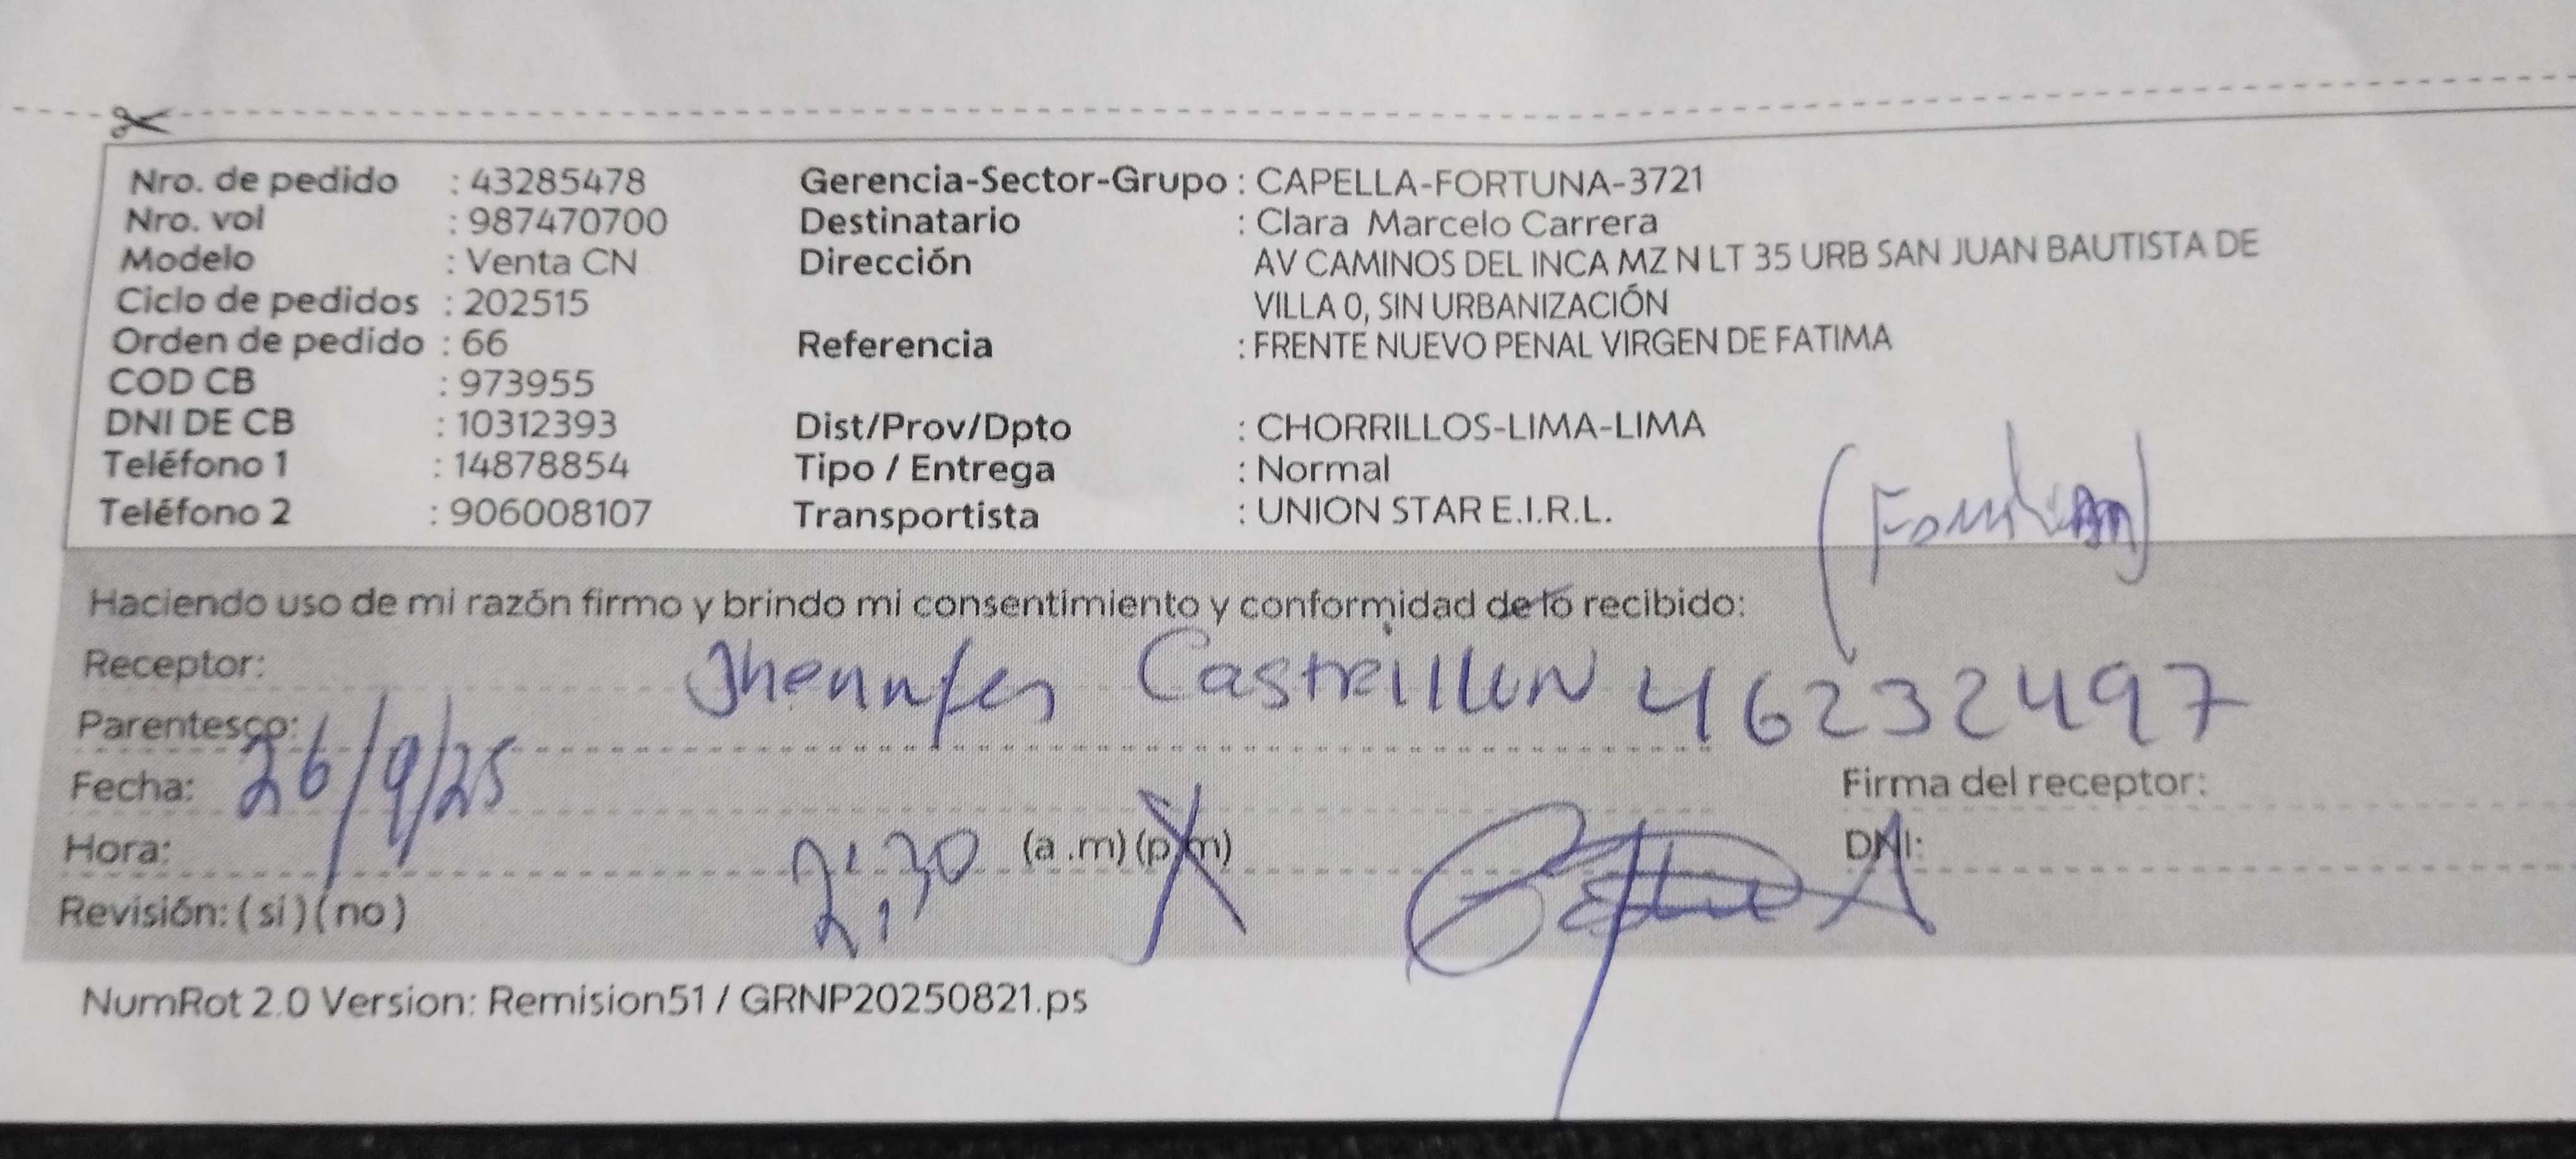 Nro. de pedido : 43285478 Gerencia-Sector-Grupo : CAPELLA-FORTUNA-3721
Nro. vol : 987470700 Destinatario : Clara Marcelo Carrera
Modelo : Venta CN Dirección AV CAMINOS DEL INCA MZ N LT 35 URB SAN JUAN BAUTISTA DE
Ciclo de pedidos : 202515 VILLA 0, SIN URBANIZACIÓN
Orden de pedido : 66 Referencia : FRENTE NUEVO PENAL VIRGEN DE FATIMA
COD CB : 973955
DNI DE CB : 10312393 Dist/Prov/Dpto : CHORRILLOS-LIMA-LIMA
Teléfono 1 : 14878854 Tipo / Entrega : Normal
Teléfono 2 : 906008107 Transportista : UNION STAR E.I.R.L.
Haciendo uso de mi razón firmo y brindo mi consentimiento y conformidad de lo recibido:
Receptor: Castrillon 46232497
Parentesco:
Fecha: 26/9/25 Firma del receptor:
Hora: 2:30 (a .m) (p.m) DNI:
Revisión: ( si ) ( no )
NumRot 2.0 Version: Remision51 / GRNP20250821.ps